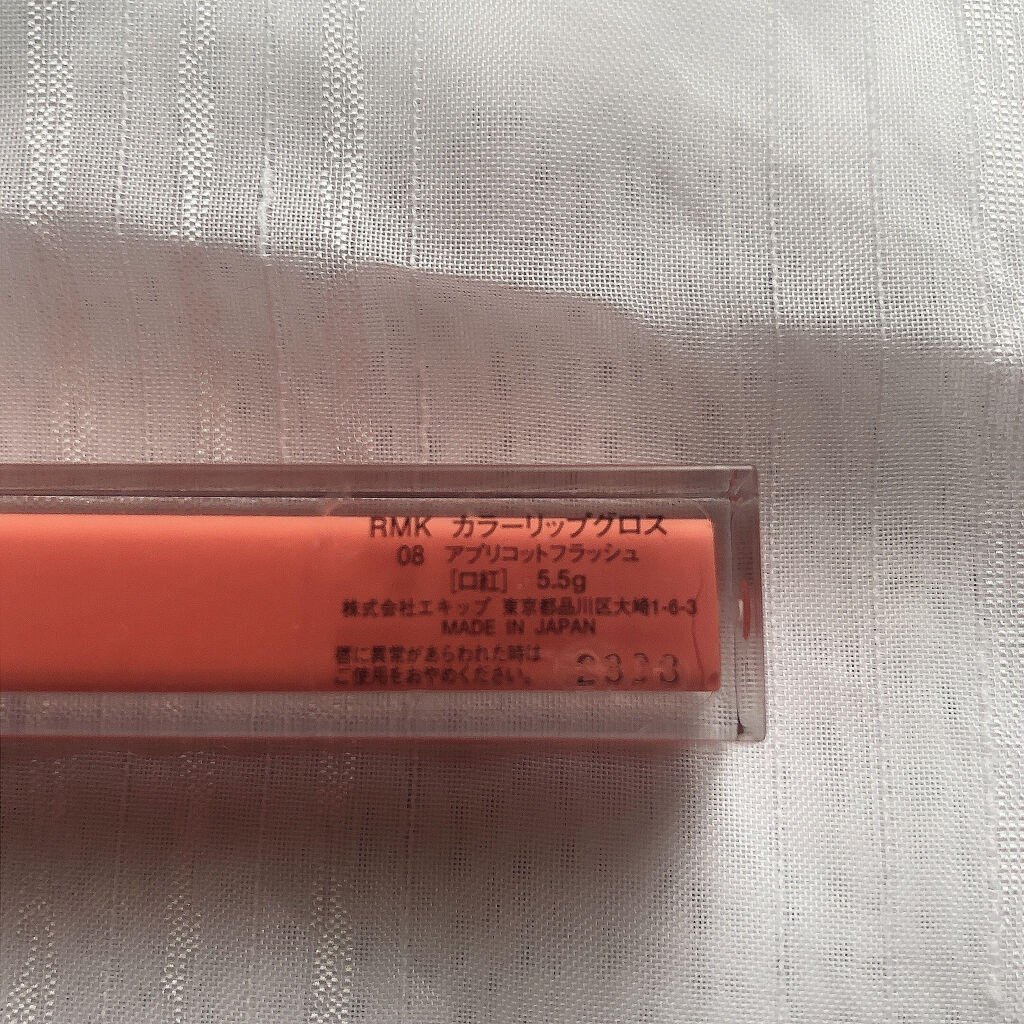 RMK カラーリップグロス
08 アプリコットフラッシュ
[口紅] 5.5g
株式会社エキップ 東京都品川区大崎1-6-3
MADE IN JAPAN
唇に異常があらわれた時は
ご使用をおやめください。